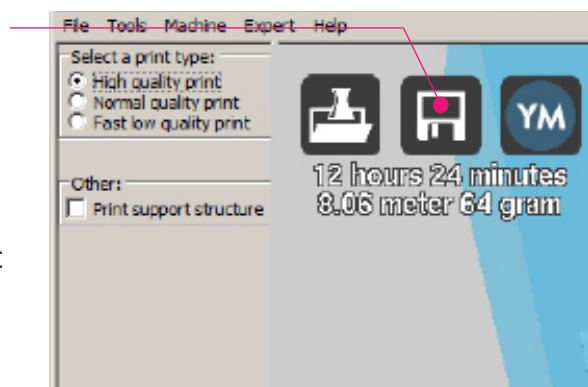 File Tools Machine Expert Help
Select a print type:
High quality print
Normal quality print
Fast low quality print
Other:
Print support structure
YM
12 hours 24 minutes
8.06 meter 64 gram